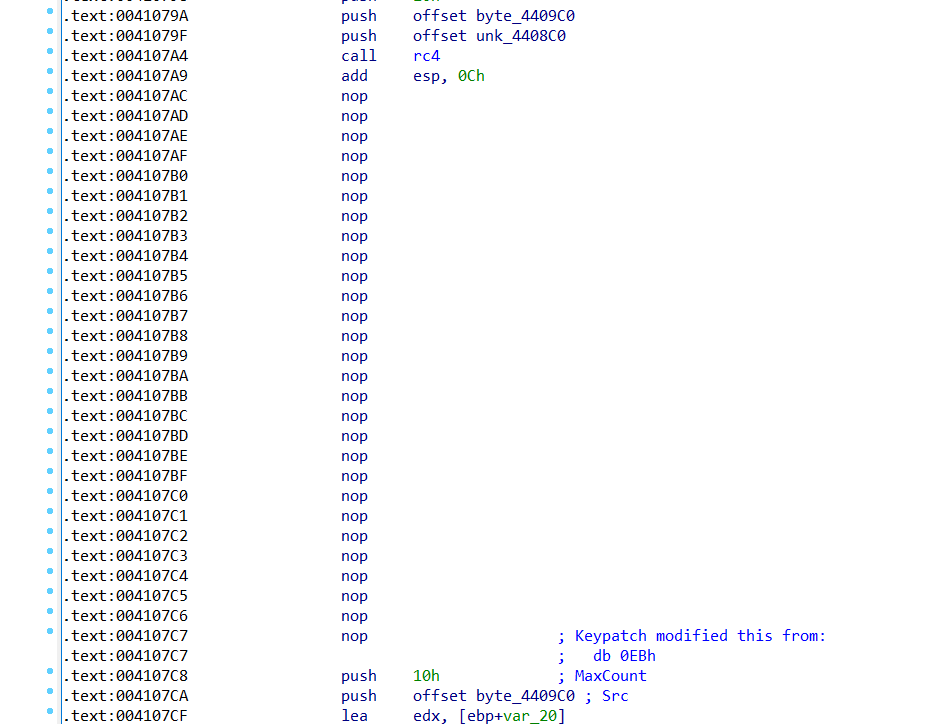 .text:0041079A push offset byte_4409C0
.text:0041079F push offset unk_4408C0
.text:004107A4 call rc4
.text:004107A9 add esp, 0Ch
.text:004107AC nop
.text:004107AD nop
.text:004107AE nop
.text:004107AF nop
.text:004107B0 nop
.text:004107B1 nop
.text:004107B2 nop
.text:004107B3 nop
.text:004107B4 nop
.text:004107B5 nop
.text:004107B6 nop
.text:004107B7 nop
.text:004107B8 nop
.text:004107B9 nop
.text:004107BA nop
.text:004107BB nop
.text:004107BC nop
.text:004107BD nop
.text:004107BE nop
.text:004107BF nop
.text:004107C0 nop
.text:004107C1 nop
.text:004107C2 nop
.text:004107C3 nop
.text:004107C4 nop
.text:004107C5 nop
.text:004107C6 nop
.text:004107C7 nop ; Keypatch modified this from:
.text:004107C7 ; db 0EBh
.text:004107C8 push 10h ; MaxCount
.text:004107CA push offset byte_4409C0 ; Src
.text:004107CF lea edx, [ebp+var_20]